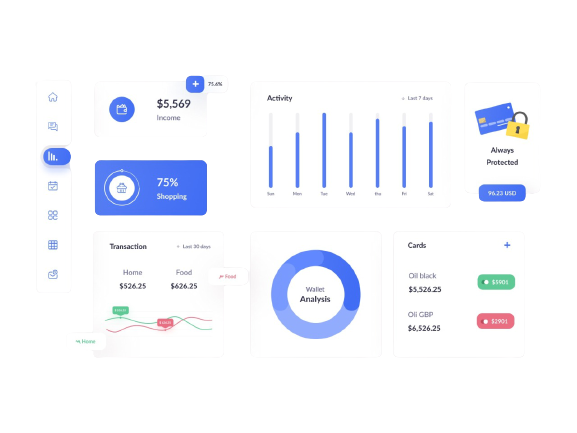 75.6%
$5,569
Income
Activity
Last 7 days
Sun Mon Tue Wed Thu Fri Sat
Always
Protected
96.23 USD
75%
Shopping
Transaction
Last 30 days
Home Food
$526.25 $626.25
Food
Home
Wallet
Analysis
Cards
Oil black
$5,526.25
$5901
Oli GBP
$6,526.25
$2901